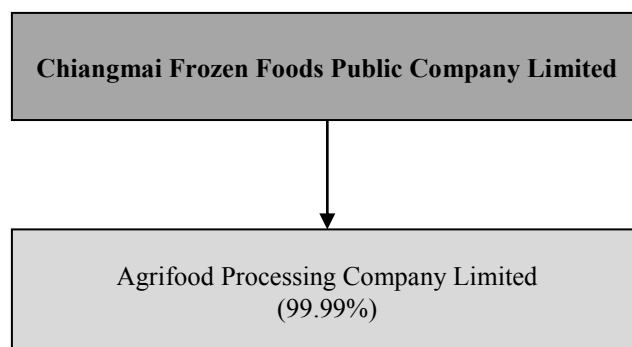 Chiangmai Frozen Foods Public Company Limited
Agrifood Processing Company Limited
(99.99%)